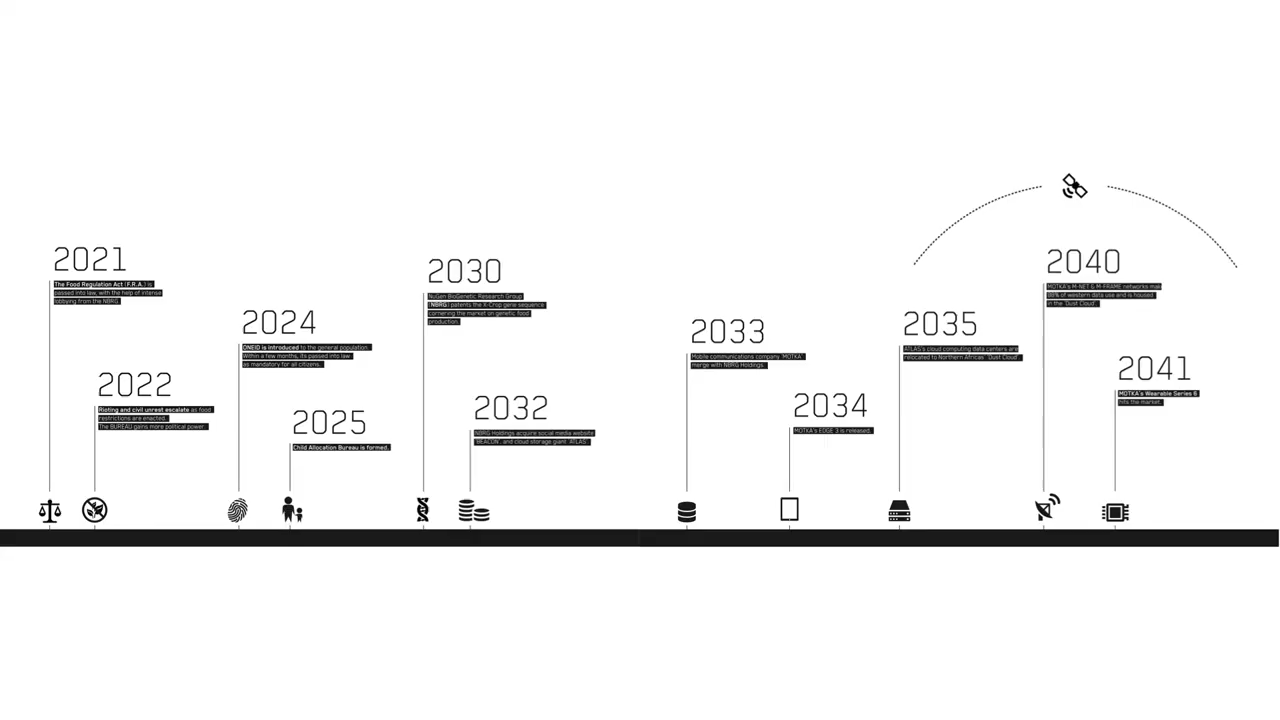 2021
The Food Regulation Act (F.R.A.) is
passed into law, with the help of intense
lobbying from the NBRG.
2022
Rioting and civil unrest escalate as food
restrictions are enacted.
The BUREAU gains more political power.
2024
ONEID is introduced to the general population.
Within a few months, its passed into law
as mandatory for all citizens.
2025
Child Allocation Bureau is formed.
2030
NuGen BioGenetic Research Group
(NBRG) patents the X-Crop gene sequence
cornering the market on genetic food
production.
2032
NBRG Holdings acquire social media website
'BEACON', and cloud storage giant 'ATLAS'.
2033
Mobile communications company 'MOTKA'
merge with NBRG Holdings.
2034
MOTKA's EDGE 3 is released.
2035
ATLAS's cloud computing data centers are
relocated to Northern Africas' 'Dust Cloud'.
2040
MOTKA's M-NET & M-FRAME networks mak
of western data use and is housed
in the 'Dust Cloud'.
2041
MOTKA's Wearable Series 6
hits the market.